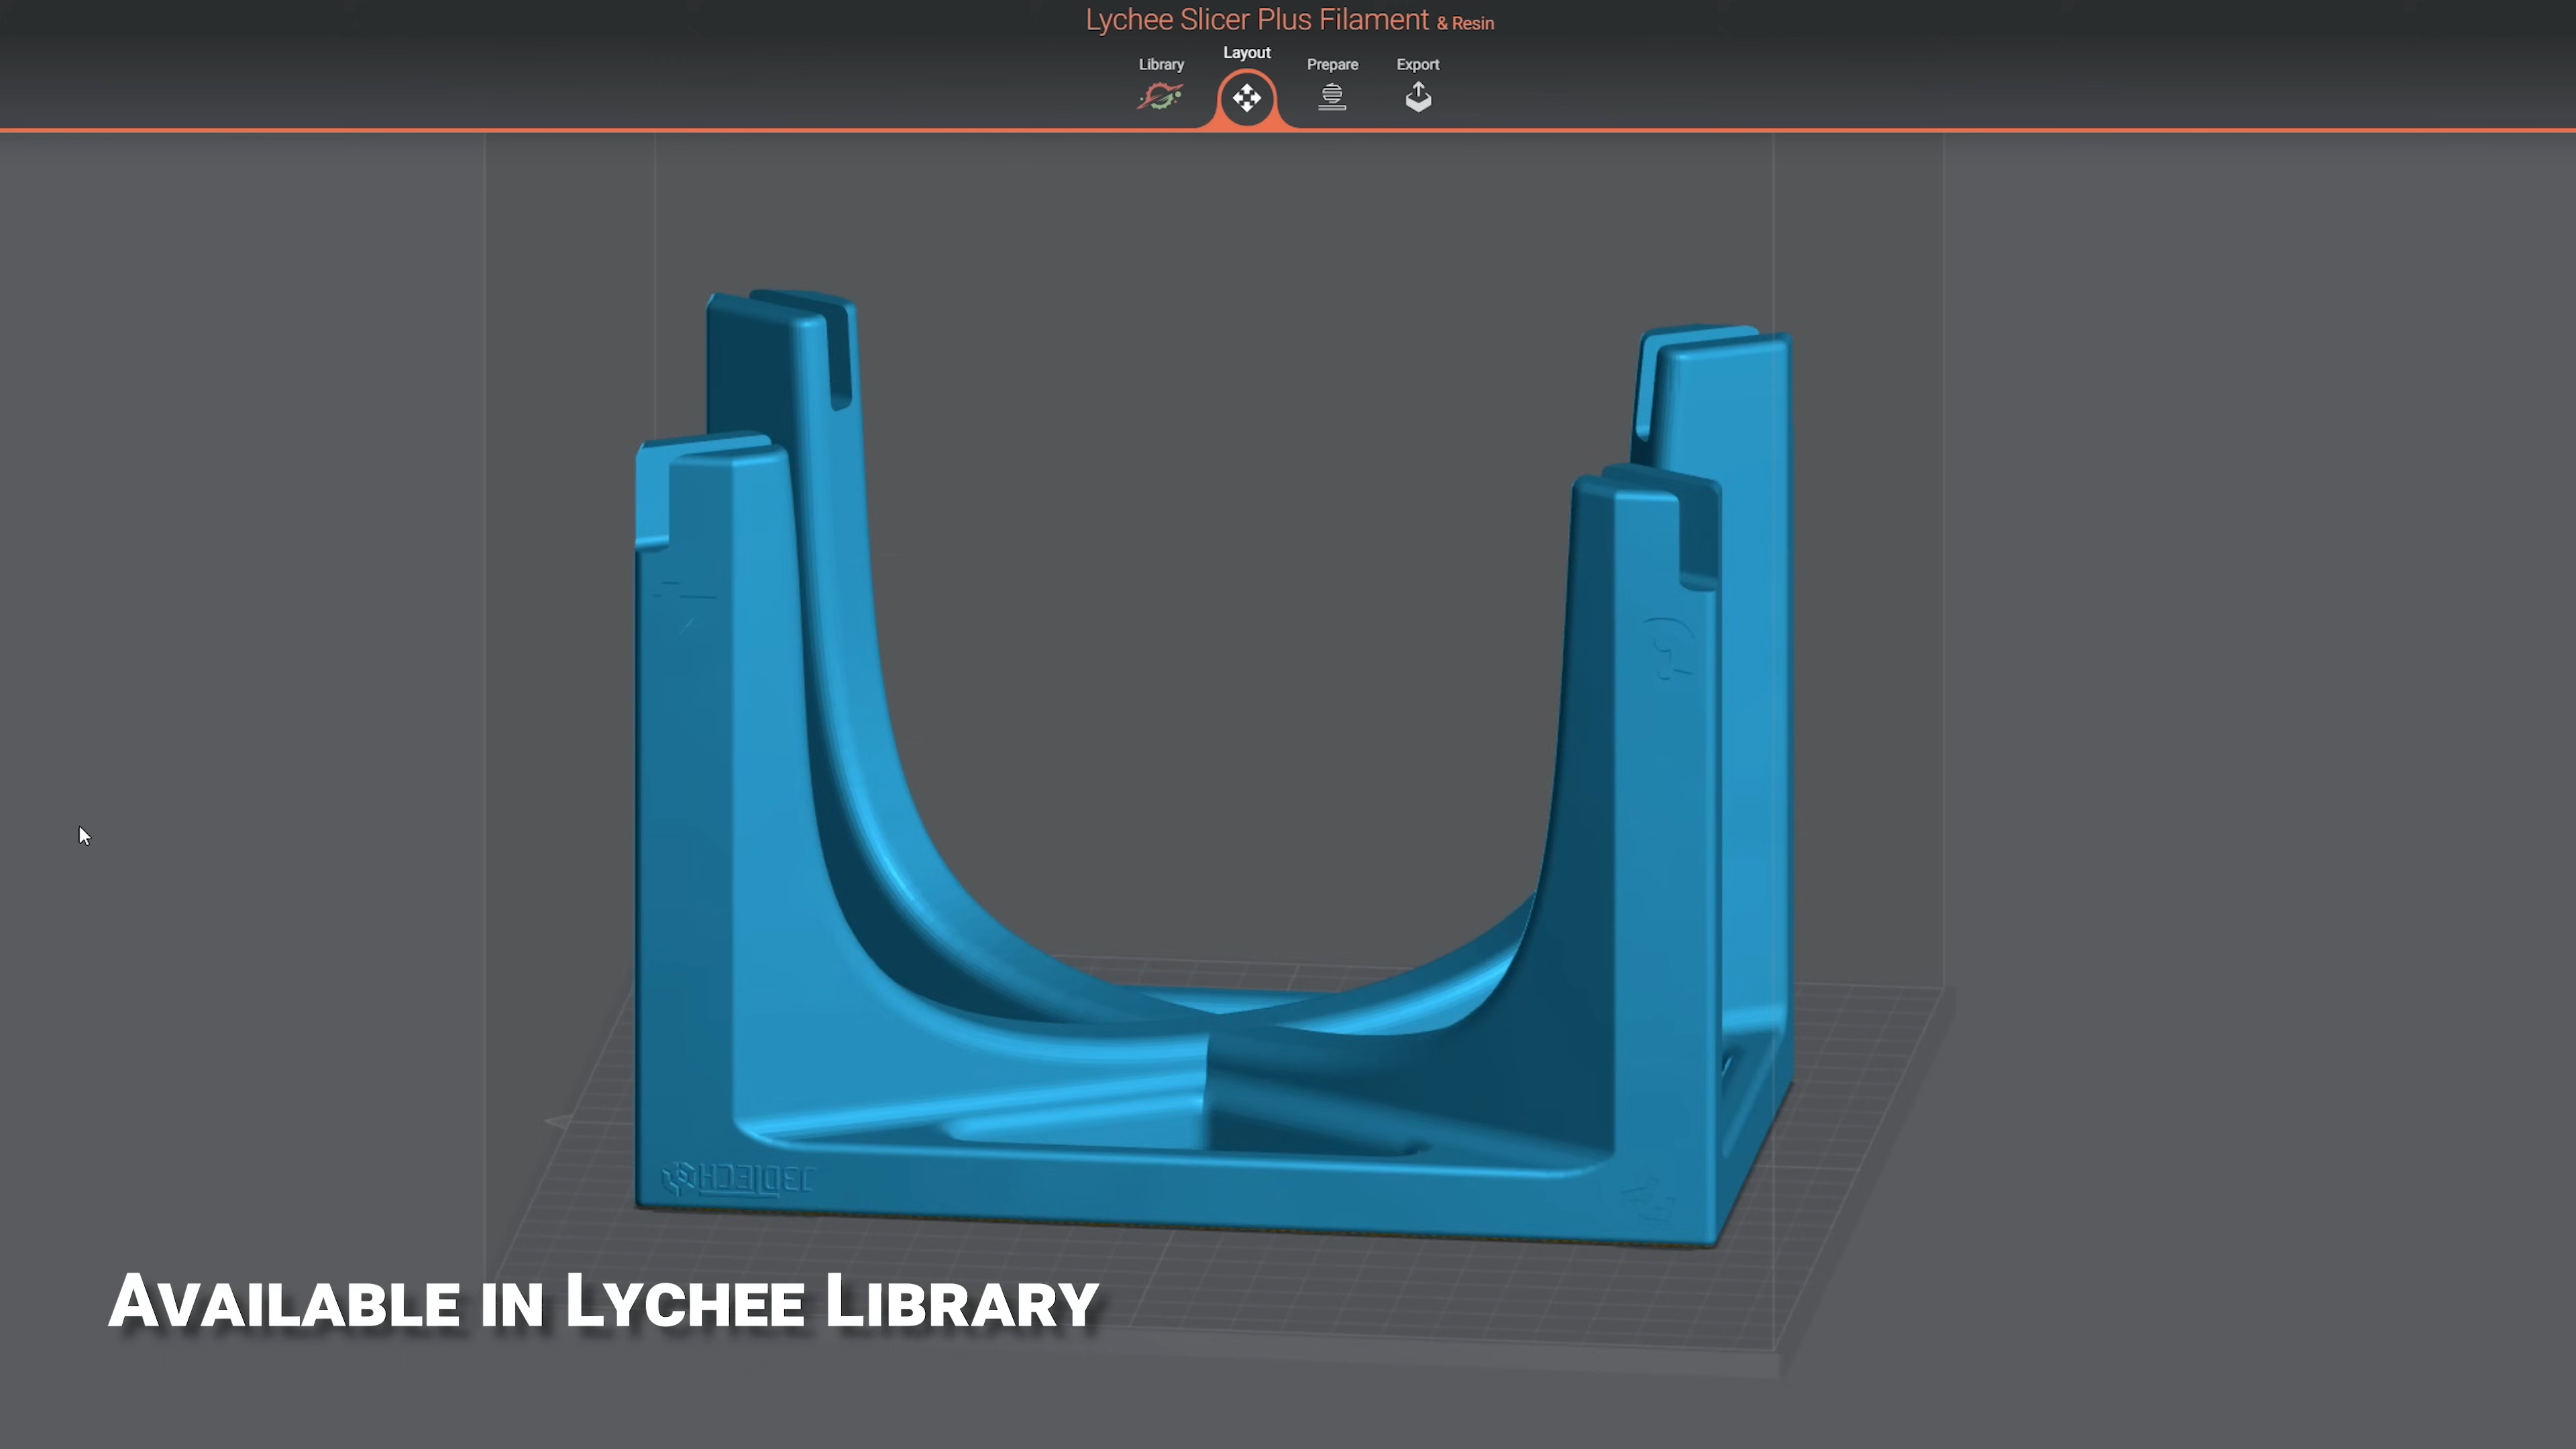 Lychee Slicer Plus Filament & Resin
Library
Layout
Prepare
Export
Available in Lychee Library